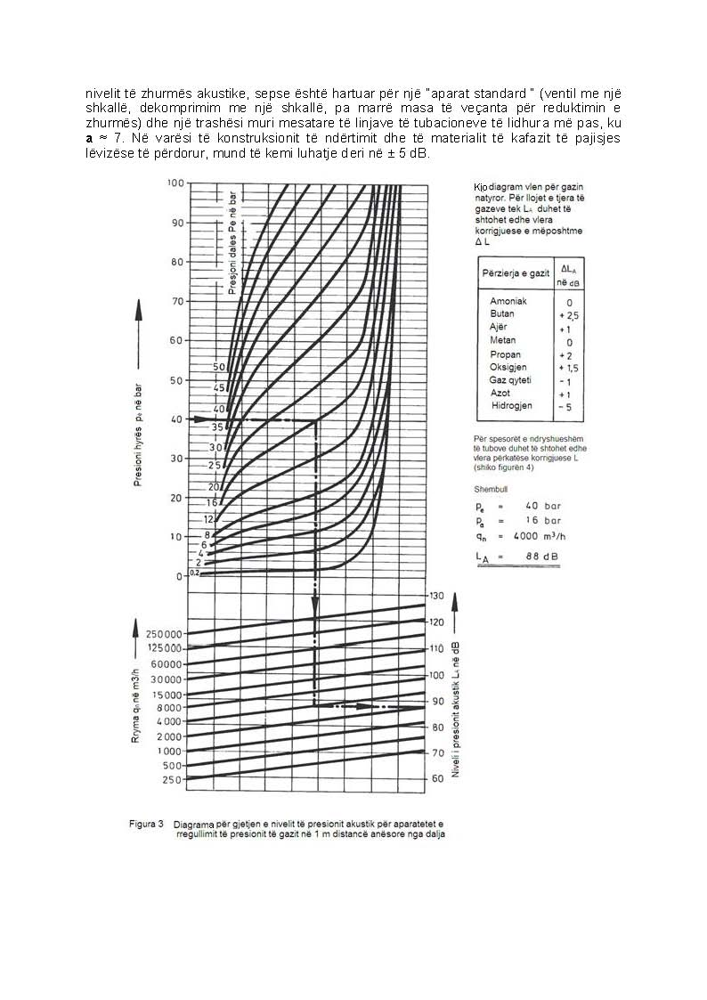 nivelit të zhurmës akustike, sepse është hartuar për një "aparat standard " (ventil me një
shkallë, dekomprimim me një shkallë, pa marrë masa të veçanta për reduktimin e
zhurmës) dhe një trashësi muri mesatare të linjave të tubacioneve të lidhura më pas, ku
a ≈ 7. Në varësi të konstruksionit të ndërtimit dhe të materialit të kafazit të pajisjes
lëvizëse të përdorur, mund të kemi luhatje deri në ± 5 dB.
Presioni hyrës pe në bar
100
90
80
70
60
50
40
30
20
10
0
Presjoni dales Pe në bar
50
45
40
35
30
25
20
16
12
8
6
4
2
0.2
Rryma qn në m3/h
250000
125000
60000
30000
15000
8000
4000
2000
1000
500
250
130
120
110
100
90
80
70
60
Niveli i presionit akustik LA në dB
Kjo diagram vlen për gazin
natyror. Për llojet e tjera të
gazeve tek LA duhet të
shtohet edhe vlera
korrigjuese e mëposhtme
Δ L
Përzierja e gazit ΔLA në dB
Amoniak 0
Butan + 2,5
Ajër + 1
Metan 0
Propan + 2
Oksigjen + 1,5
Gaz qyteti - 1
Azot + 1
Hidrogjen - 5
Për spesorët e ndryshueshëm
të tubove duhet të shtohet edhe
vlera përkatëse korrigjuese L
(shiko figurën 4)
Shembull
pe = 40 bar
pa = 16 bar
qn = 4000 m³/h
LA = 88 dB
Figura 3 Diagrama për gjetjen e nivelit të presionit akustik për aparatetet e
rregullimit të presionit të gazit në 1 m distancë anësore nga dalja